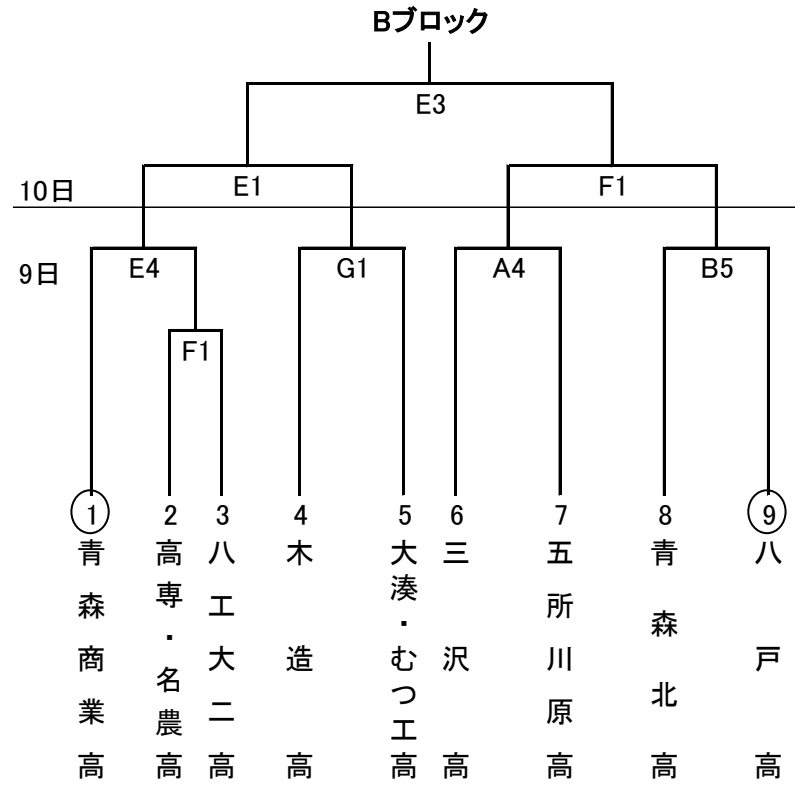 Bブロック
E3
E1
F1
10日
9日
E4
G1
A4
B5
F1
1 青森商業高
2 高専・名農高
3 八工大二高
4 木造高
5 大湊・むつ工高
6 三沢高
7 五所川原高
8 青森北高
9 八戸高